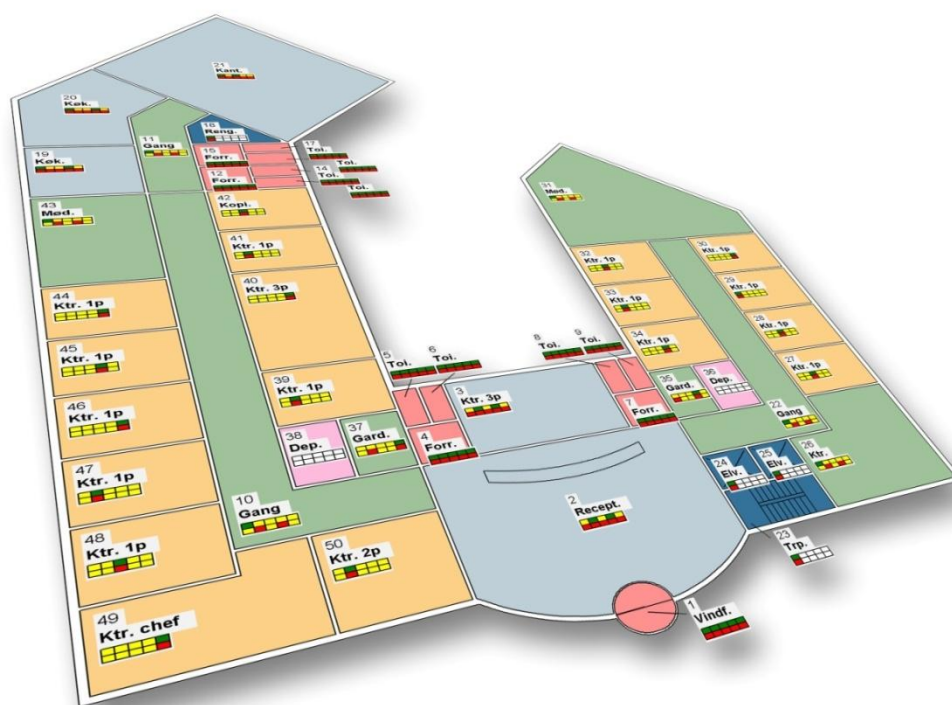 21
Kant.
20
Køk.
19
Køk.
11
Gang
18
Reng.
15
Forr.
17
Toi.
Toi.
12
Forr.
14
Toi.
Toi.
43
Mød.
42
Kopi.
41
Ktr. 1p
40
Ktr. 3p
44
Ktr. 1p
45
Ktr. 1p
46
Ktr. 1p
47
Ktr. 1p
48
Ktr. 1p
49
Ktr. chef
50
Ktr. 2p
39
Ktr. 1p
38
Dep.
37
Gard.
10
Gang
5
Toi.
6
Toi.
4
Forr.
3
Ktr. 3p
8
Toi.
9
Toi.
7
Forr.
2
Recept.
1
Vindf.
31
Mød.
32
Ktr. 1p
33
Ktr. 1p
34
Ktr. 1p
30
Ktr. 1p
29
Ktr. 1p
28
Ktr. 1p
27
Ktr. 1p
35
Gard.
36
Dep.
22
Gang
24
Elv.
25
Elv.
26
Ktr.
23
Trp.